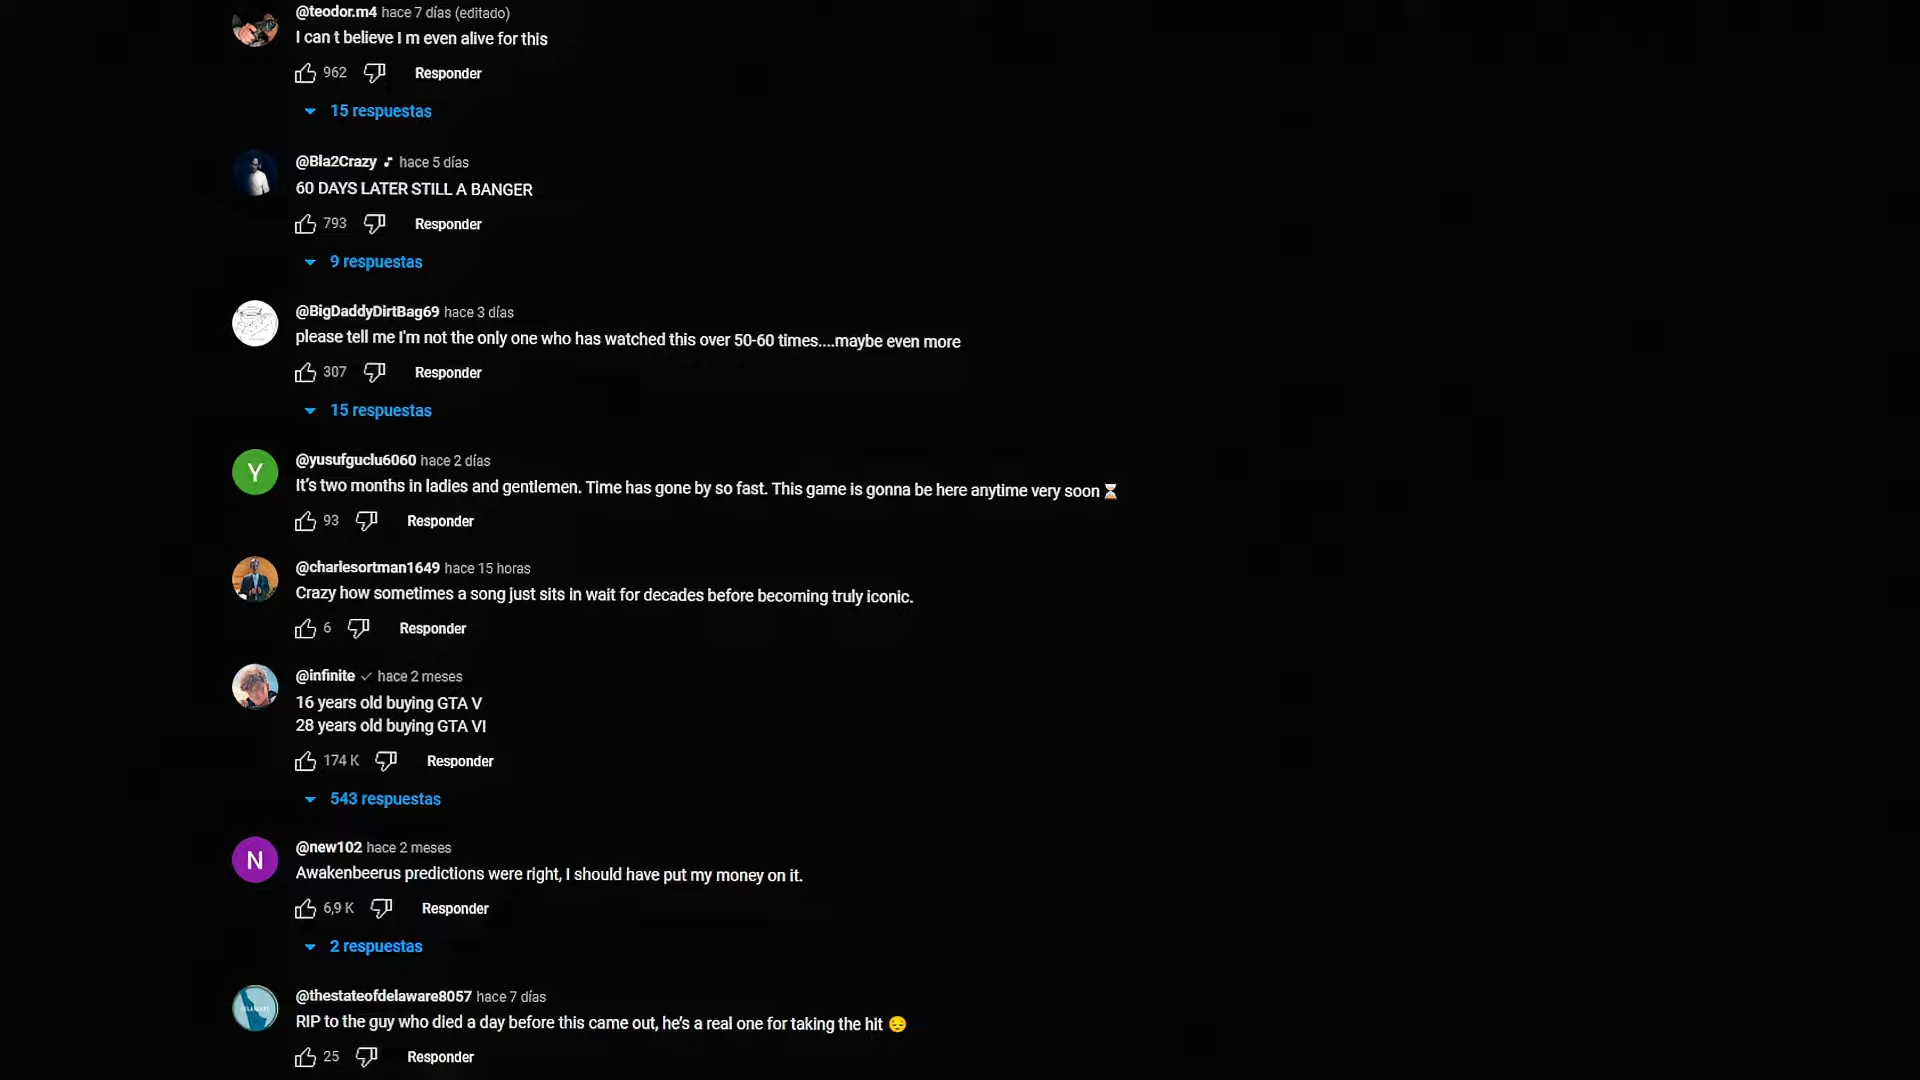 @teodor.m4 hace 7 días (editado)
I can t believe I m even alive for this
962 Responder
15 respuestas
@Bla2Crazy hace 5 días
60 DAYS LATER STILL A BANGER
793 Responder
9 respuestas
@BigDaddyDirtBag69 hace 3 días
please tell me I'm not the only one who has watched this over 50-60 times....maybe even more
307 Responder
15 respuestas
Y
@yusufguclu6060 hace 2 días
It's two months in ladies and gentlemen. Time has gone by so fast. This game is gonna be here anytime very soon ⏳
93 Responder
@charlesortman1649 hace 15 horas
Crazy how sometimes a song just sits in wait for decades before becoming truly iconic.
6 Responder
@infinite hace 2 meses
16 years old buying GTA V
28 years old buying GTA VI
174 K Responder
543 respuestas
N
@new102 hace 2 meses
Awakenbeerus predictions were right, I should have put my money on it.
6,9 K Responder
2 respuestas
@thestateofdelaware8057 hace 7 días
RIP to the guy who died a day before this came out, he's a real one for taking the hit 😔
25 Responder